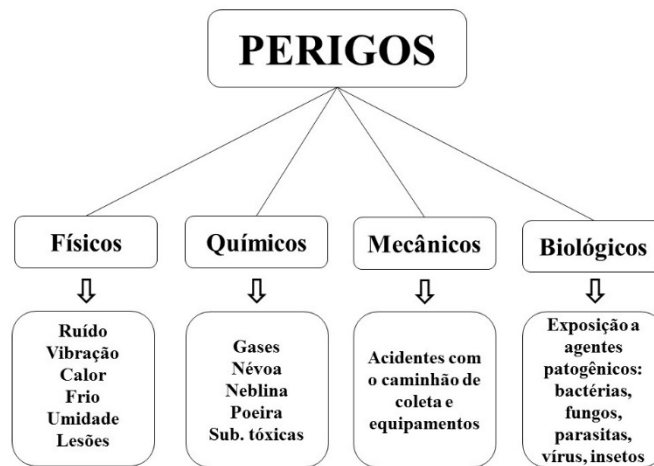 PERIGOS
Físicos
Químicos
Mecânicos
Biológicos
Ruído
Vibração
Calor
Frio
Umidade
Lesões
Gases
Névoa
Neblina
Poeira
Sub. tóxicas
Acidentes com
o caminhão de
coleta e
equipamentos
Exposição a
agentes
patogênicos:
bactérias,
fungos,
parasitas,
vírus, insetos